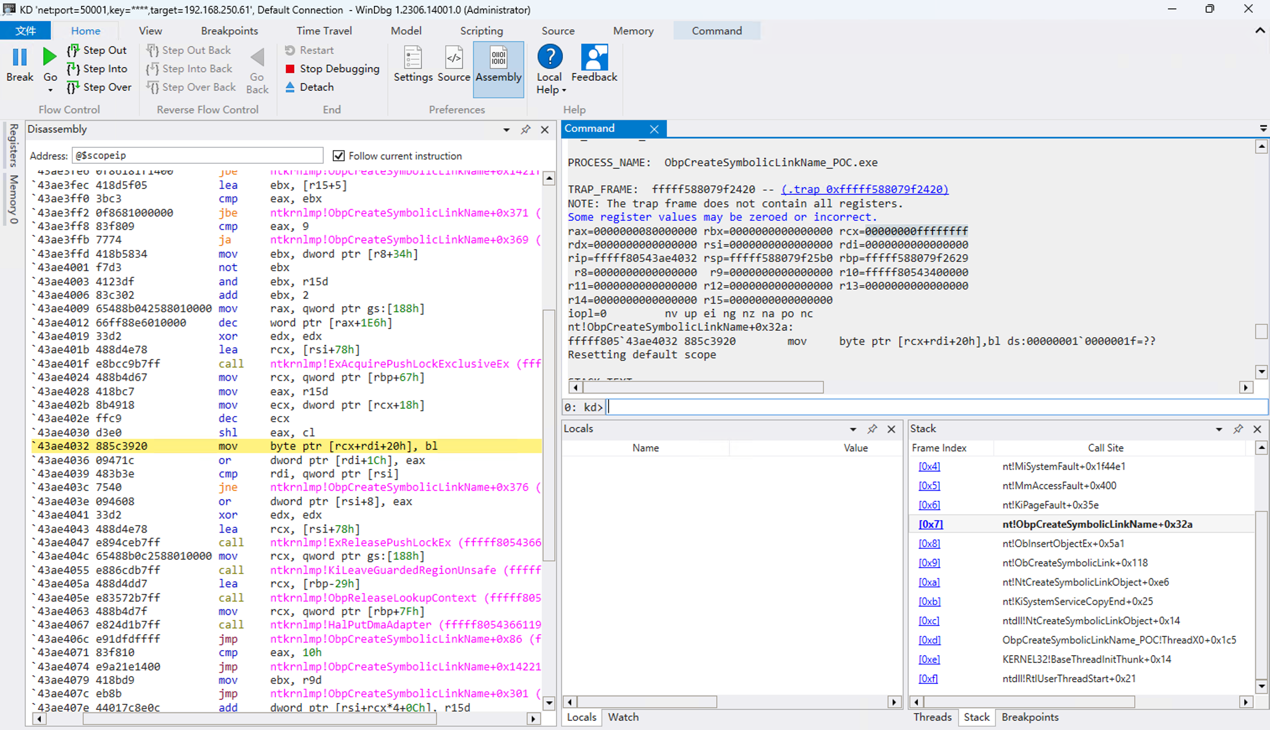 KD 'netport=50001,key=****,target=192.168.250.61', Default Connection - WinDbg 1.2306.14001.0 (Administrator)
文件 Home View Breakpoints Time Travel Model Scripting Source Memory Command
Break
Go
Step Out
Step Into
Step Over
Flow Control
Step Out Back
Step Into Back
Step Over Back
Go Back
Reverse Flow Control
Restart
Stop Debugging
Detach
End
Settings Source Assembly
Preferences
Local Help
Feedback
Help
Registers
Memory 0
Disassembly
Address: @$scopeip Follow current instruction
`43ae3fec 418d5f05 lea ebx, [r15+5]
`43ae3ff0 3bc3 cmp eax, ebx
`43ae3ff2 0f8681000000 jbe ntkrnlmp!ObpCreateSymbolicLinkName+0x371 (
`43ae3ff8 83f809 cmp eax, 9
`43ae3ffb 7774 ja ntkrnlmp!ObpCreateSymbolicLinkName+0x369 (
`43ae3ffd 418b5834 mov ebx, dword ptr [r8+34h]
`43ae4001 f7d3 not ebx
`43ae4003 4123df and ebx, r15d
`43ae4006 83c302 add ebx, 2
`43ae4009 65488b042588010000 mov rax, qword ptr gs:[188h]
`43ae4012 66ff88e6010000 dec word ptr [rax+1E6h]
`43ae4019 33d2 xor edx, edx
`43ae401b 488d4e78 lea rcx, [rsi+78h]
`43ae401f e8bcc9b7ff call ntkrnlmp!ExAcquirePushLockExclusiveEx (fff
`43ae4024 488b4d67 mov rcx, qword ptr [rbp+67h]
`43ae4028 418bc7 mov eax, r15d
`43ae402b 8b4918 mov ecx, dword ptr [rcx+18h]
`43ae402e ffc9 dec ecx
`43ae4030 d3e0 shl eax, cl
`43ae4032 885c3920 mov byte ptr [rcx+rdi+20h], bl
`43ae4036 09471c or dword ptr [rdi+1Ch], eax
`43ae4039 483b3e cmp rdi, qword ptr [rsi]
`43ae403c 7540 jne ntkrnlmp!ObpCreateSymbolicLinkName+0x376 (
`43ae403e 094608 or dword ptr [rsi+8], eax
`43ae4041 33d2 xor edx, edx
`43ae4043 488d4e78 lea rcx, [rsi+78h]
`43ae4047 e894ceb7ff call ntkrnlmp!ExReleasePushLockEx (fffff8054366
`43ae404c 65488b0c2588010000 mov rcx, qword ptr gs:[188h]
`43ae4055 e886cdb7ff call ntkrnlmp!KiLeaveGuardedRegionUnsafe (fffff
`43ae405a 488d4dd7 lea rcx, [rbp-29h]
`43ae405e e83572b7ff call ntkrnlmp!ObpReleaseLookupContext (fffff805
`43ae4063 488b4d7f mov rcx, qword ptr [rbp+7Fh]
`43ae4067 e824d1b7ff call ntkrnlmp!HalPutDmaAdapter (fffff8054366119
`43ae406c e91dfdffff jmp ntkrnlmp!ObpCreateSymbolicLinkName+0x86 (f
`43ae4071 83f810 cmp eax, 10h
`43ae4074 e9a21e1400 jmp ntkrnlmp!ObpCreateSymbolicLinkName+0x14221
`43ae4079 418bd9 mov ebx, r9d
`43ae407c eb8b jmp ntkrnlmp!ObpCreateSymbolicLinkName+0x301 (
`43ae407e 44017c8e0c add dword ptr [rsi+rcx*4+0Ch], r15d
Command
PROCESS_NAME: ObpCreateSymbolicLinkName_POC.exe
TRAP_FRAME: fffff588079f2420 -- (.trap 0xfffff588079f2420)
NOTE: The trap frame does not contain all registers.
Some register values may be zeroed or incorrect.
rax=0000000080000000 rbx=0000000000000000 rcx=00000000ffffffff
rdx=0000000000000000 rsi=0000000000000000 rdi=0000000000000000
rip=fffff80543ae4032 rsp=fffff588079f25b0 rbp=fffff588079f2629
r8=0000000000000000 r9=0000000000000000 r10=fffff80543400000
r11=0000000000000000 r12=0000000000000000 r13=0000000000000000
r14=0000000000000000 r15=0000000000000000
iopl=0 nv up ei ng nz na po nc
nt!ObpCreateSymbolicLinkName+0x32a:
fffff805`43ae4032 885c3920 mov byte ptr [rcx+rdi+20h],bl ds:00000001`0000001f=??
Resetting default scope
0: kd>
Locals
Name Value
Locals Watch
Stack
Frame Index Call Site
[0x4] nt!MiSystemFault+0x1f44e1
[0x5] nt!MmAccessFault+0x400
[0x6] nt!KiPageFault+0x35e
[0x7] nt!ObpCreateSymbolicLinkName+0x32a
[0x8] nt!ObInsertObjectEx+0x5a1
[0x9] nt!ObCreateSymbolicLink+0x118
[0xa] nt!NtCreateSymbolicLinkObject+0xe6
[0xb] nt!KiSystemServiceCopyEnd+0x25
[0xc] ntdll!NtCreateSymbolicLinkObject+0x14
[0xd] ObpCreateSymbolicLinkName_POC!ThreadX0+0x1c5
[0xe] KERNEL32!BaseThreadInitThunk+0x14
[0xf] ntdll!RtlUserThreadStart+0x21
Threads Stack Breakpoints